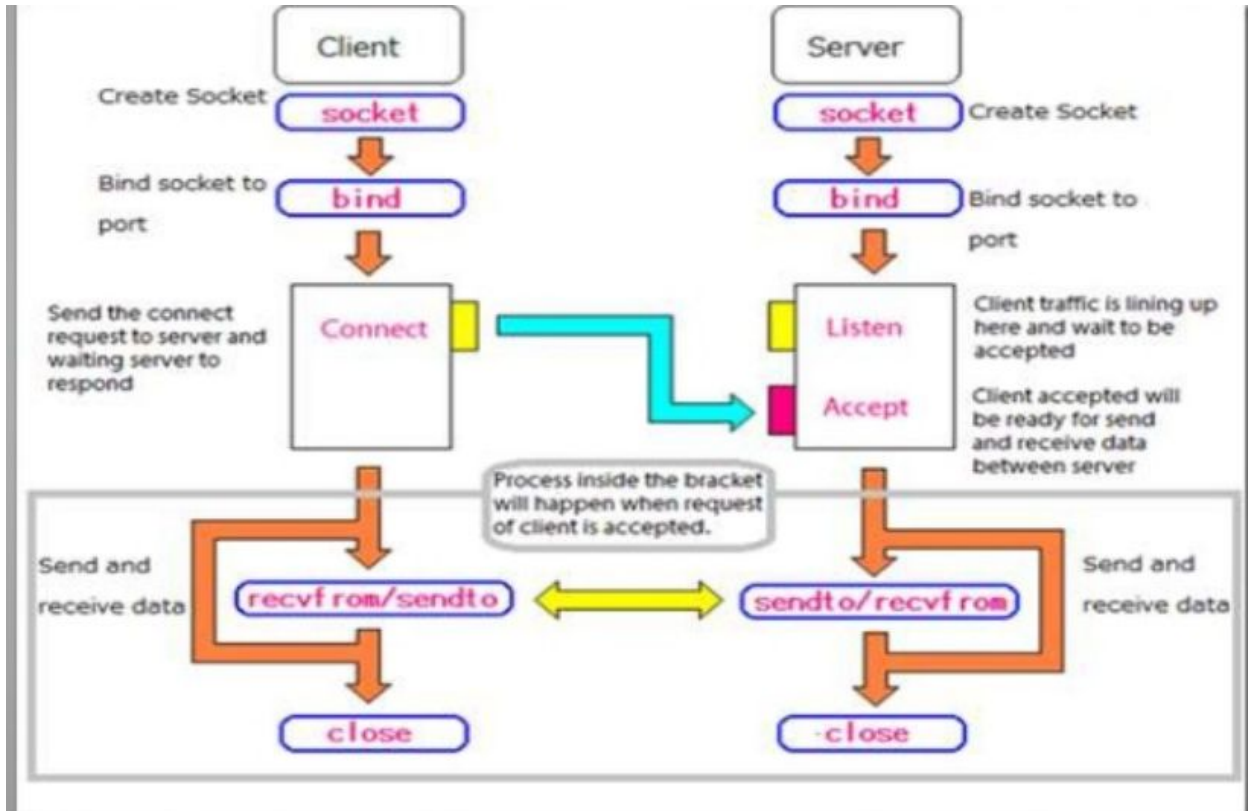 Client
Server
Create Socket
socket
socket
Create Socket
Bind socket to
port
bind
bind
Bind socket to
port
Send the connect
request to server and
waiting server to
respond
Connect
Listen
Accept
Client traffic is lining up
here and wait to be
accepted
Client accepted will
be ready for send
and receive data
between server
Process inside the bracket
will happen when request
of client is accepted.
Send and
receive data
recvfrom/sendto
sendto/recvfrom
Send and
receive data
close
close